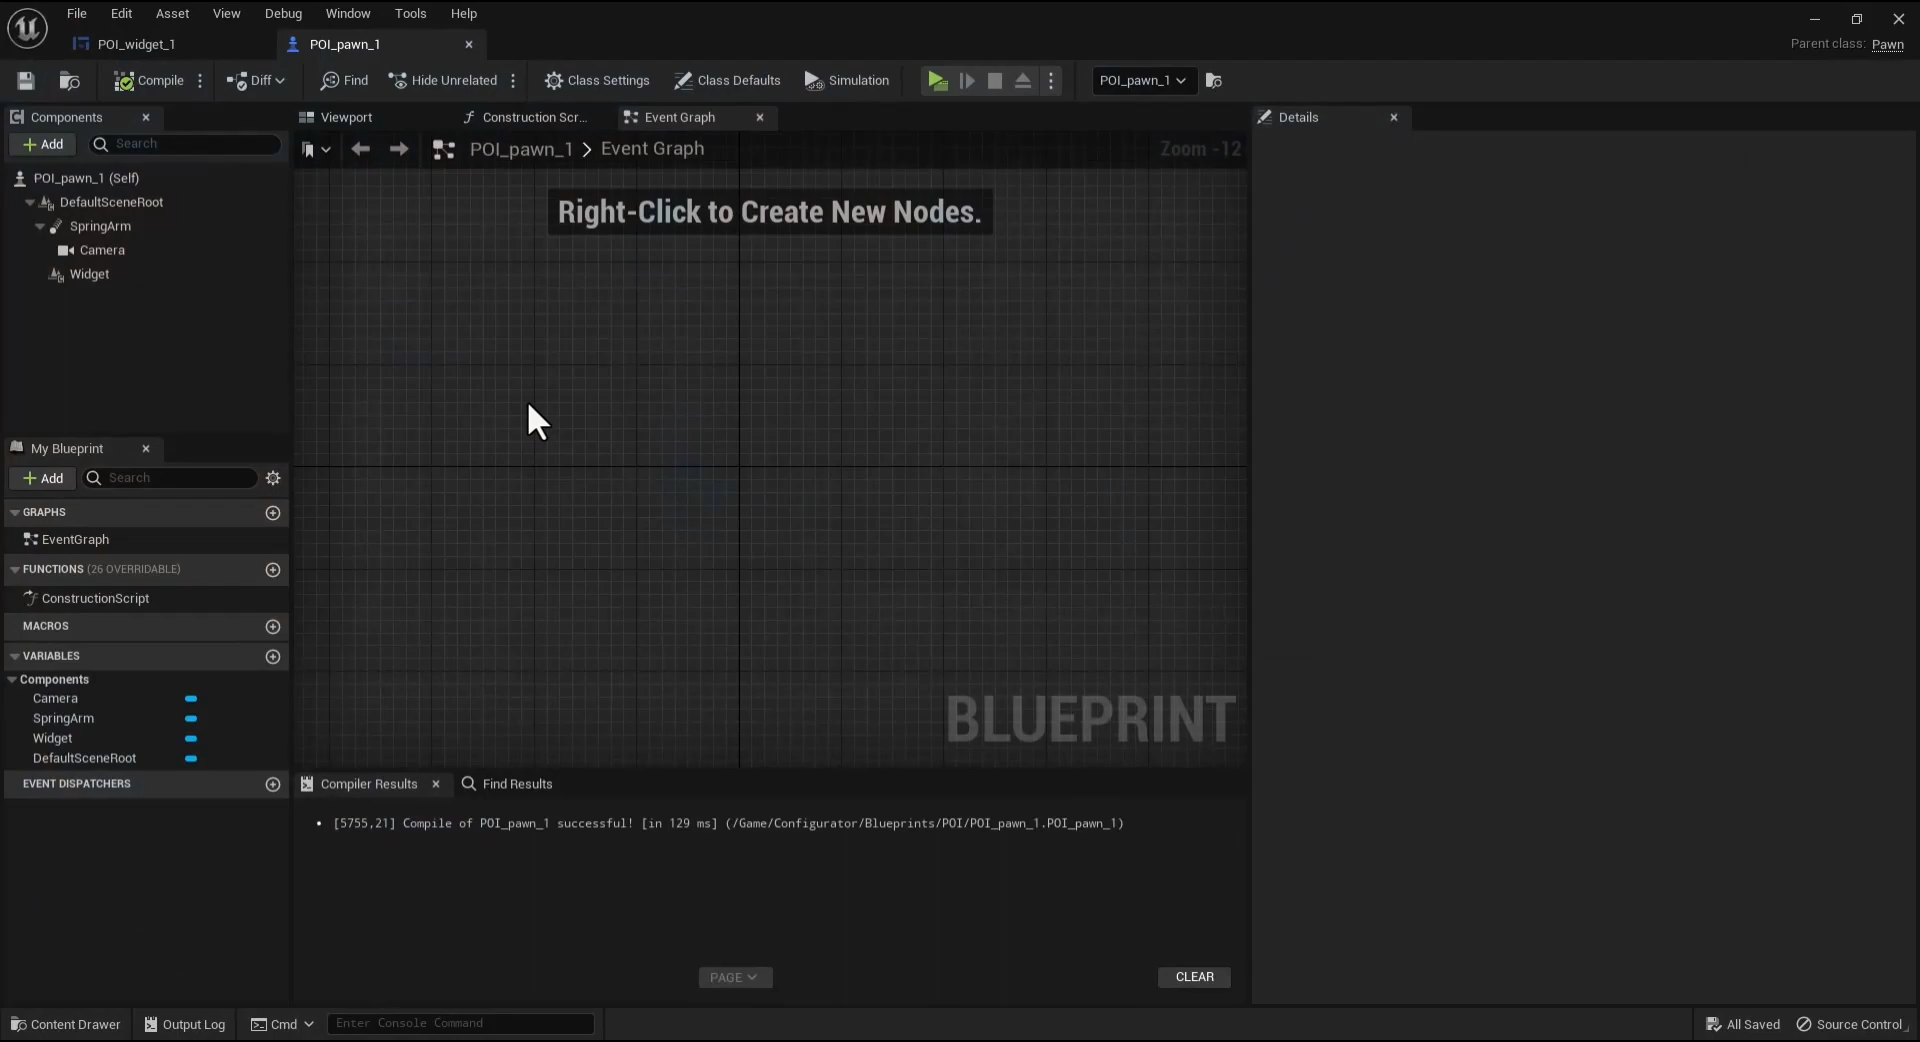 File Edit Asset View Debug Window Tools Help
POI_widget_1
POI_pawn_1
Parent class: Pawn
Compile
Diff
Find
Hide Unrelated
Class Settings
Class Defaults
Simulation
POI_pawn_1
Components
Add
Search
POI_pawn_1 (Self)
DefaultSceneRoot
SpringArm
Camera
Widget
Viewport
Construction Scr...
Event Graph
POI_pawn_1 > Event Graph
Zoom -12
Right-Click to Create New Nodes.
BLUEPRINT
Details
My Blueprint
Add
Search
GRAPHS
EventGraph
FUNCTIONS (26 OVERRIDABLE)
ConstructionScript
MACROS
VARIABLES
Components
Camera
SpringArm
Widget
DefaultSceneRoot
EVENT DISPATCHERS
Compiler Results
Find Results
[5755,21] Compile of POI_pawn_1 successful! [in 129 ms] (/Game/Configurator/Blueprints/POI/POI_pawn_1.POI_pawn_1)
PAGE
CLEAR
Content Drawer
Output Log
Cmd
Enter Console Command
All Saved
Source Control